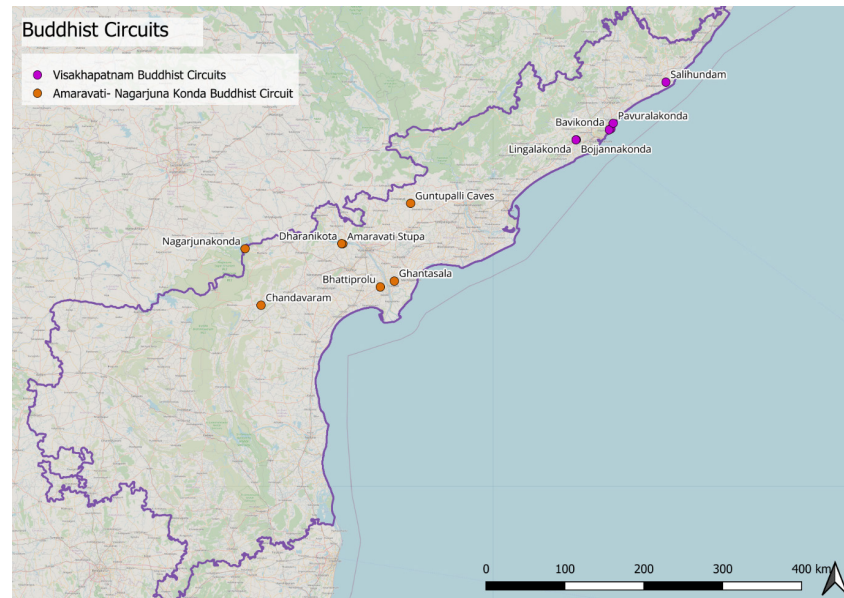 Buddhist Circuits
Visakhapatnam Buddhist Circuits
Amaravati- Nagarjuna Konda Buddhist Circuit
Salihundam
Bavikonda
Pavuralakonda
Lingalakonda
Bojjannakonda
Guntupalli Caves
Nagarjunakonda
Dharanikota
Amaravati Stupa
Bhattiprolu
Ghantasala
Chandavaram
0 100 200 300 400 km